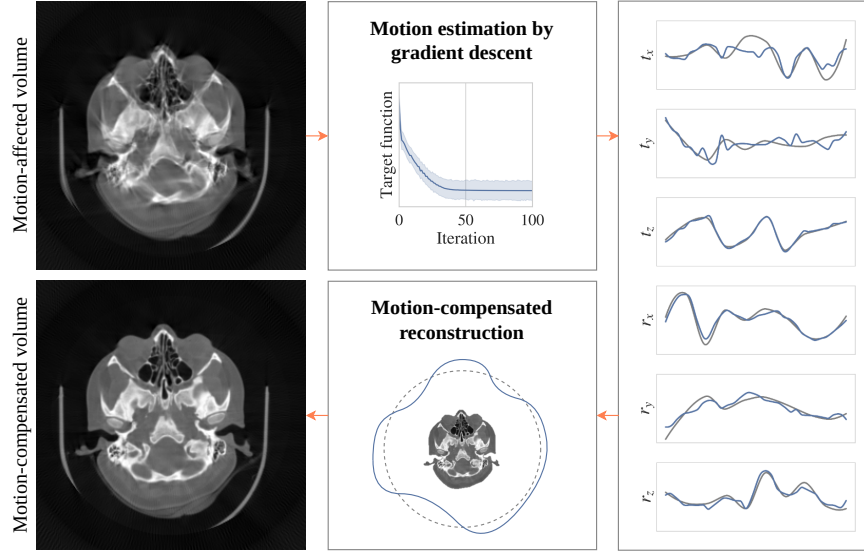 Motion-affected volume
Motion estimation by
gradient descent
Target function
0
50
100
Iteration
t_x
t_y
t_z
r_x
r_y
r_z
Motion-compensated volume
Motion-compensated
reconstruction